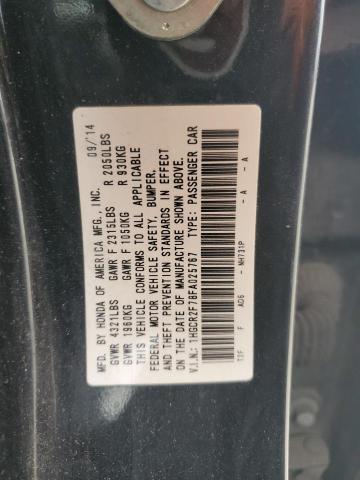 MFD. BY HONDA OF AMERICA MFG., INC. 09/'14
GVWR 4321LBS GAWR F 2315LBS R 2050LBS
GVWR 1960KG GAWR F 1050KG R 930KG
THIS VEHICLE CONFORMS TO ALL APPLICABLE
FEDERAL MOTOR VEHICLE SAFETY, BUMPER,
AND THEFT PREVENTION STANDARDS IN EFFECT
ON THE DATE OF MANUFACTURE SHOWN ABOVE.
V.I.N.: 1HGCR2F78FA025767 TYPE: PASSENGER CAR
F AD6 - NH731P - A - A